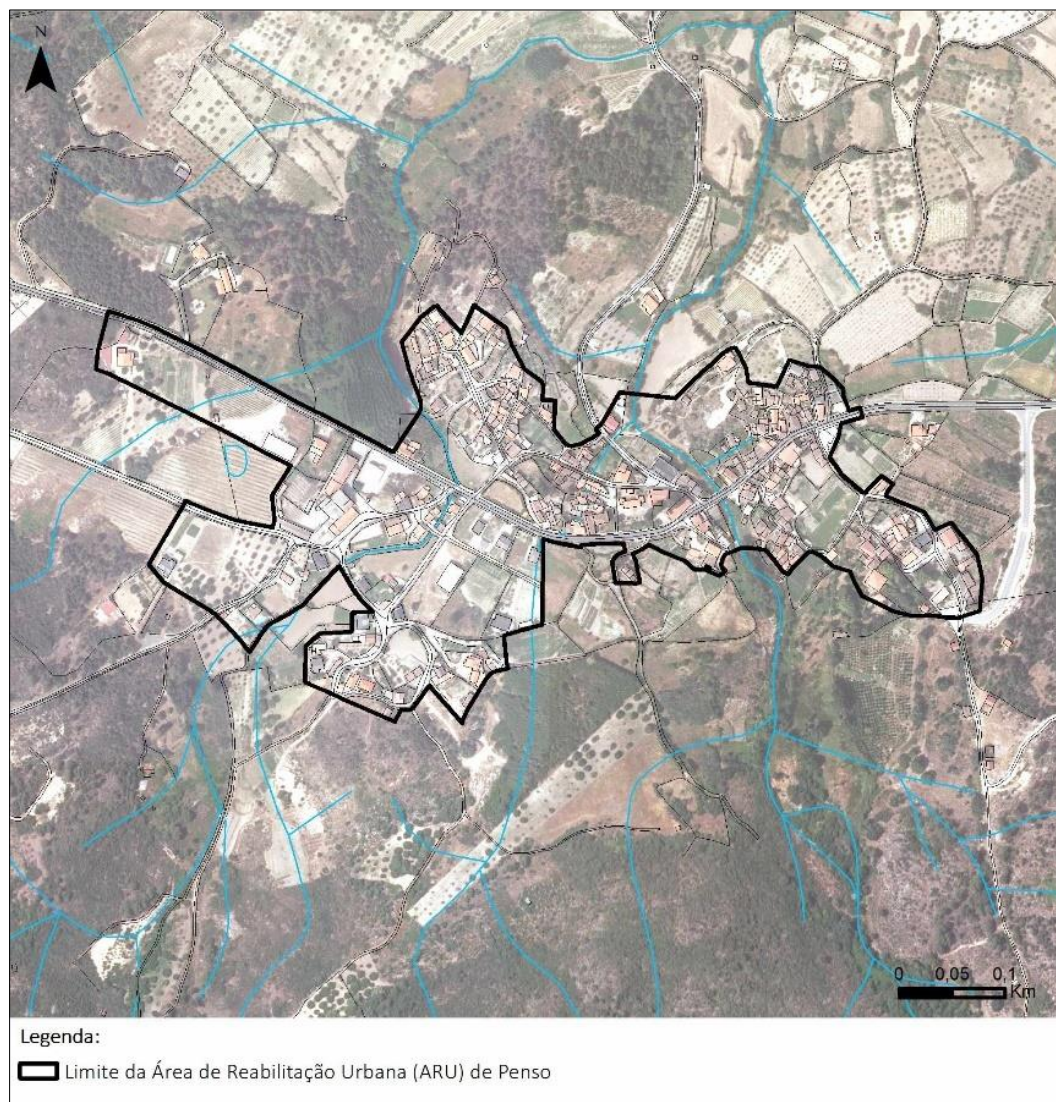 N
0 0,05 0,1
Km
Legenda:
Limite da Área de Reabilitação Urbana (ARU) de Penso